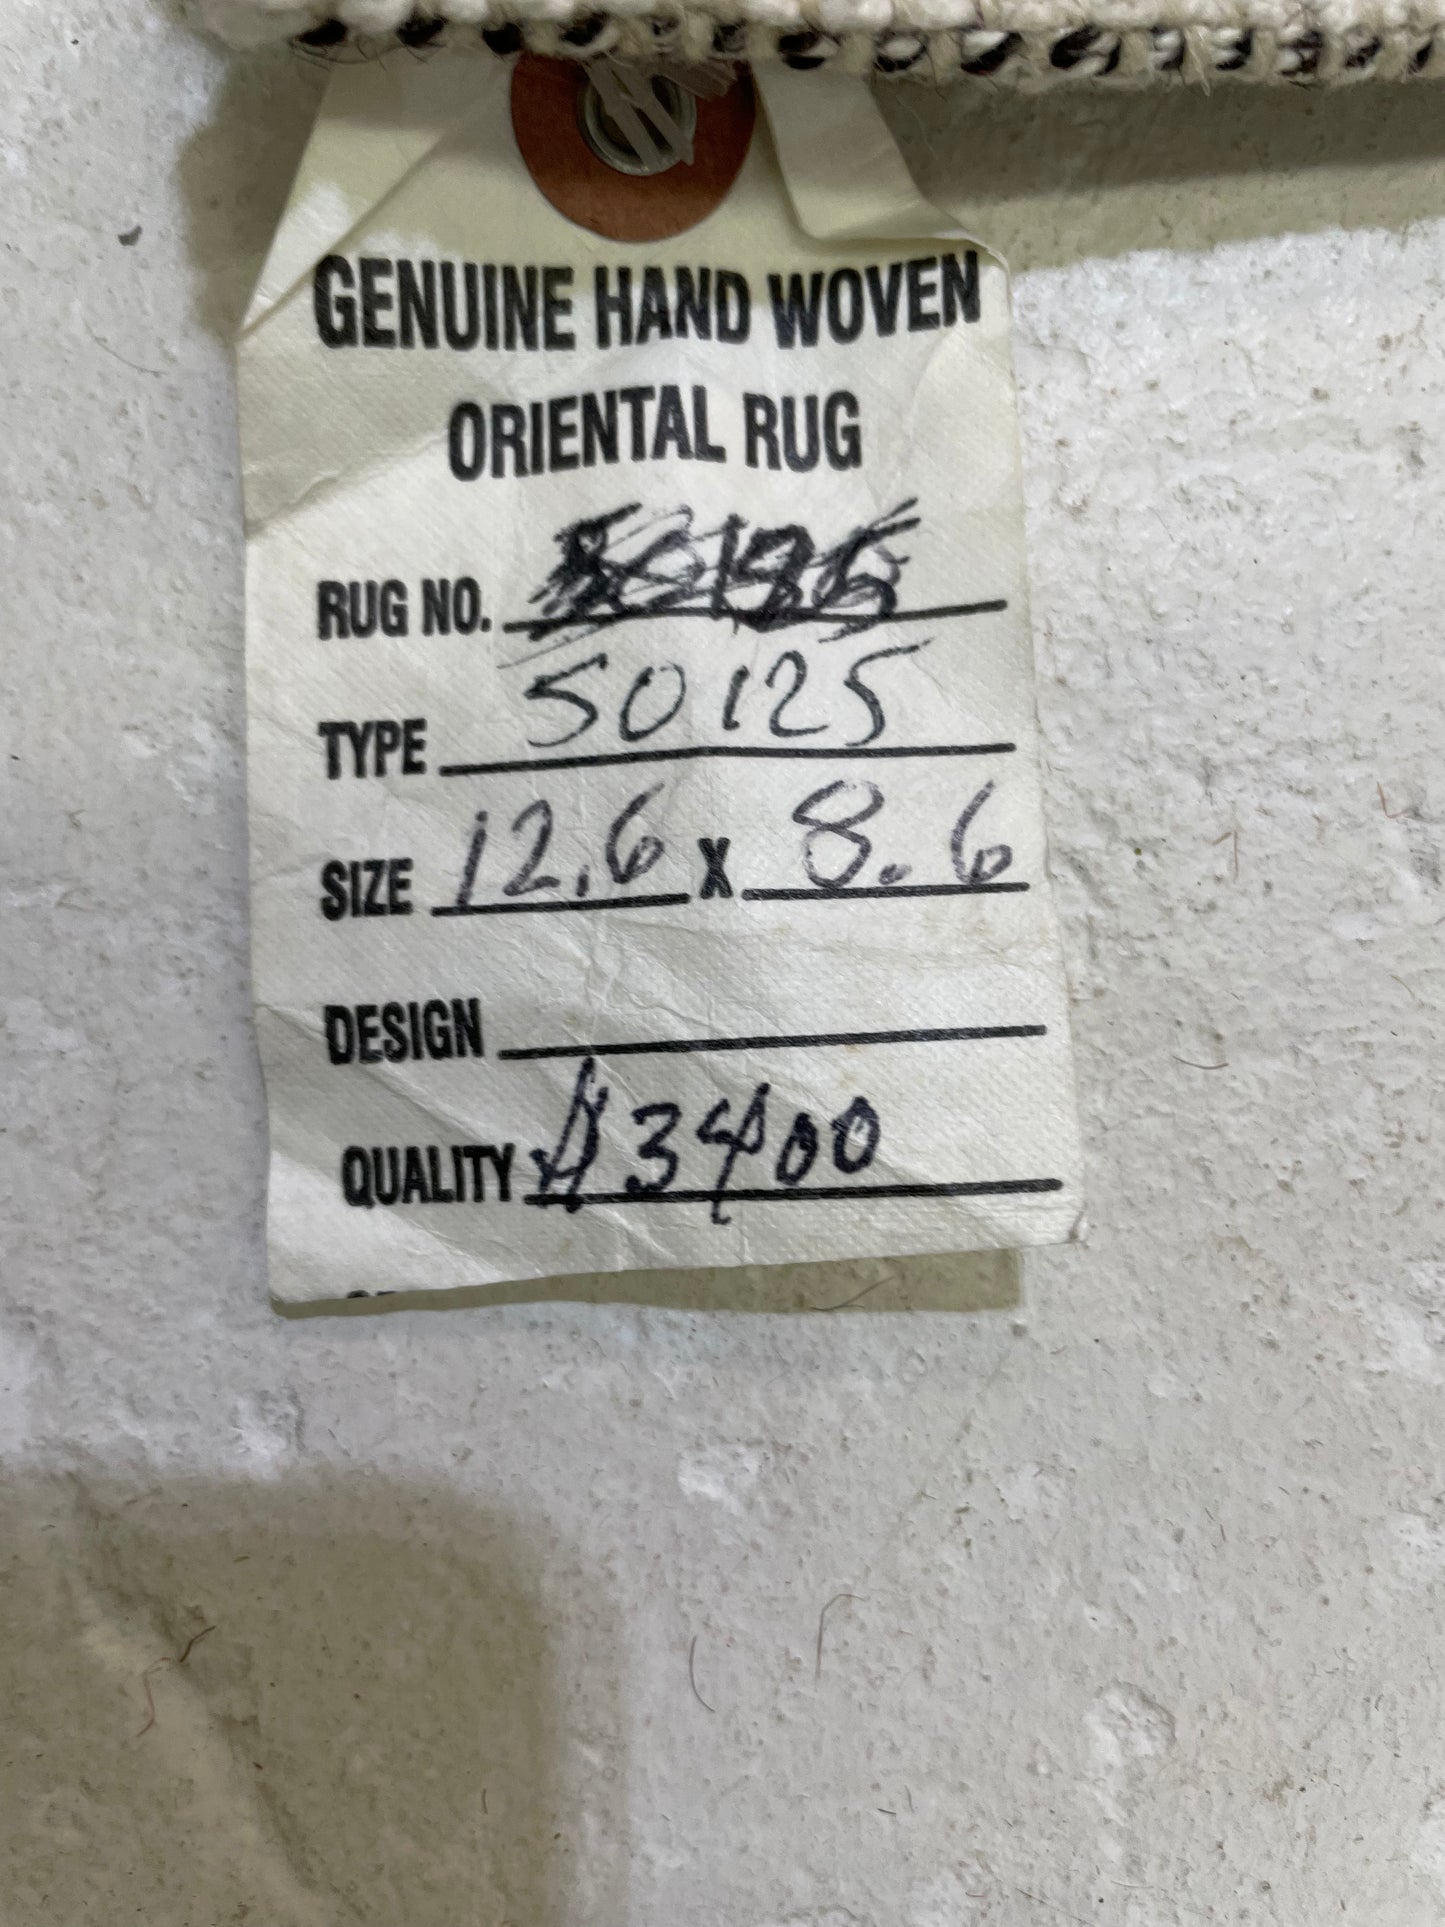 GENUINE HAND WOVEN
ORIENTAL RUG
RUG NO.
TYPE 50125
SIZE 12.6 X 8.6
DESIGN
QUALITY $3400